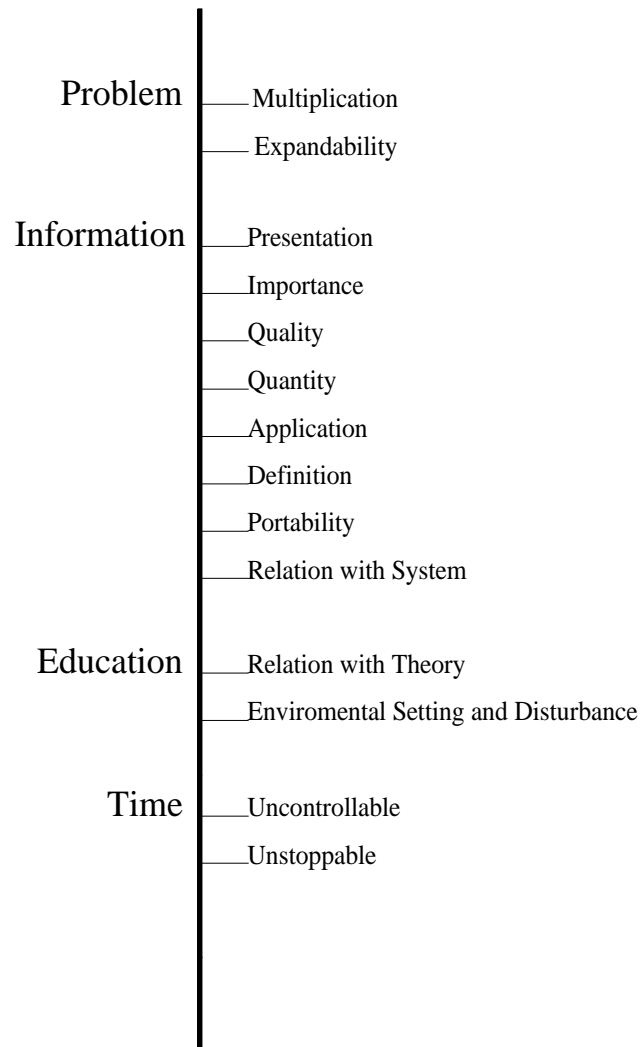 Problem Multiplication
Expandability
Information Presentation
Importance
Quality
Quantity
Application
Definition
Portability
Relation with System
Education Relation with Theory
Enviromental Setting and Disturbance
Time Uncontrollable
Unstoppable